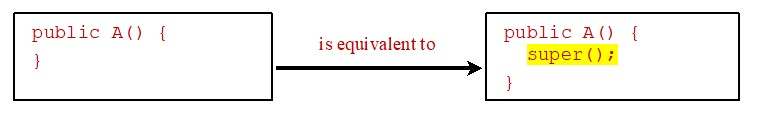 public A() {
}
is equivalent to
public A() {
super();
}